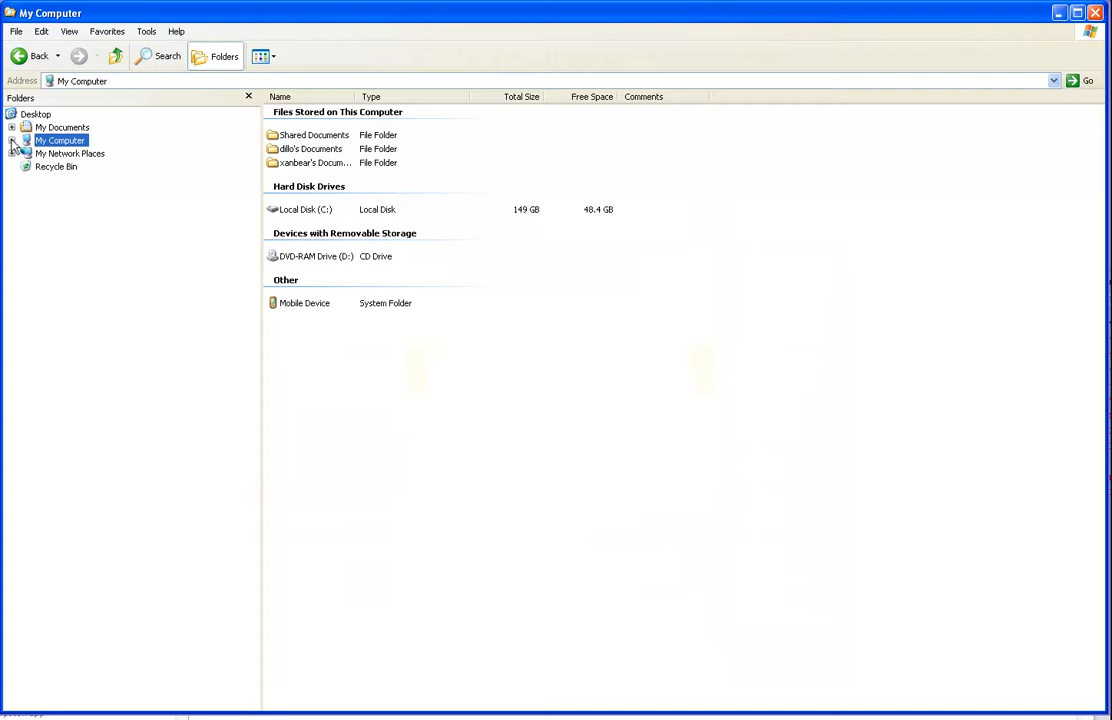 My Computer
File Edit View Favorites Tools Help
Back Search Folders
Address My Computer Go
Folders
Desktop
My Documents
My Computer
My Network Places
Recycle Bin
Name Type Total Size Free Space Comments
Files Stored on This Computer
Shared Documents File Folder
dillo's Documents File Folder
xanbear's Docum... File Folder
Hard Disk Drives
Local Disk (C:) Local Disk 149 GB 48.4 GB
Devices with Removable Storage
DVD-RAM Drive (D:) CD Drive
Other
Mobile Device System Folder